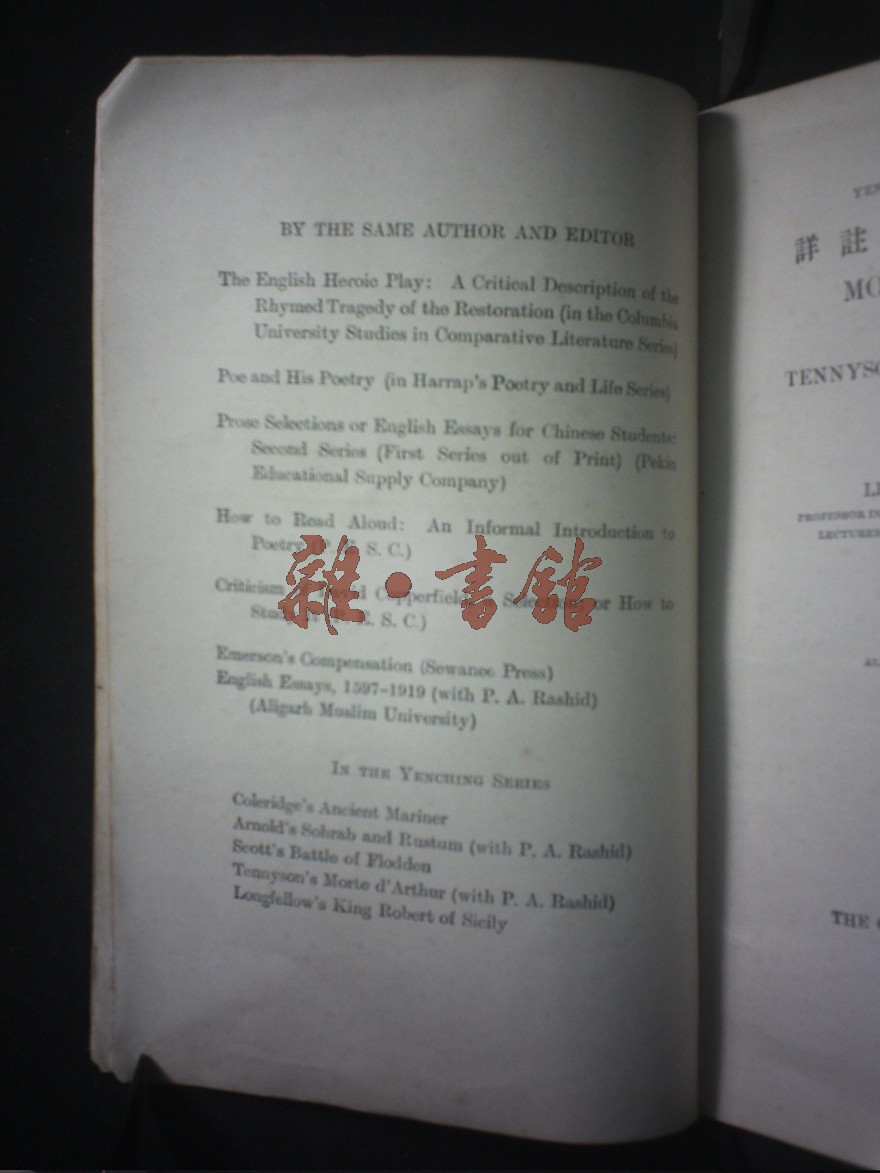 BY THE SAME AUTHOR AND EDITOR
The English Heroic Play: A Critical Description of the
Rhymed Tragedy of the Restoration (in the Columbia
University Studies in Comparative Literature Series)
Poe and His Poetry (in Harrap's Poetry and Life Series)
Prose Selections or English Essays for Chinese Students:
Second Series (First Series out of Print) (Pekin
Educational Supply Company)
How to Read Aloud: An Informal Introduction to
Poetry S. C.)
Criticism Copperfield or How to
E. S. C.)
Emerson's Compensation (Sewanee Press)
English Essays, 1597-1919 (with P. A. Rashid)
(Aligarh Muslim University)
IN THE YENCHING SERIES
Coleridge's Ancient Mariner
Arnold's Sohrab and Rustum (with P. A. Rashid)
Scott's Battle of Flodden
Tennyson's Morte d'Arthur (with P. A. Rashid)
Longfellow's King Robert of Sicily
雜·書館
YEN
詳註
MO
TENNYSO
LI
PROFESSOR IN
LECTURER
AL
THE